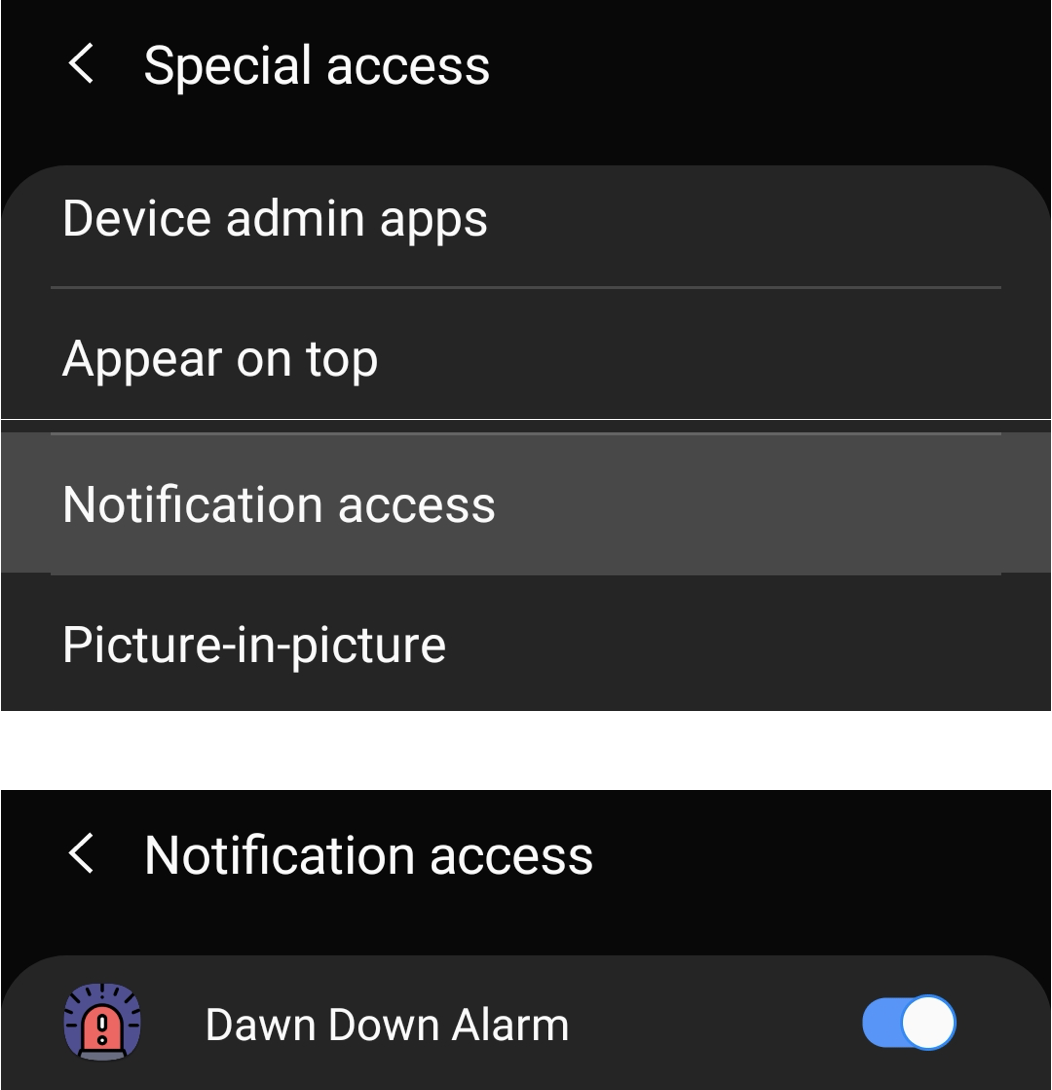 Special access
Device admin apps
Appear on top
Notification access
Picture-in-picture
Notification access
Dawn Down Alarm